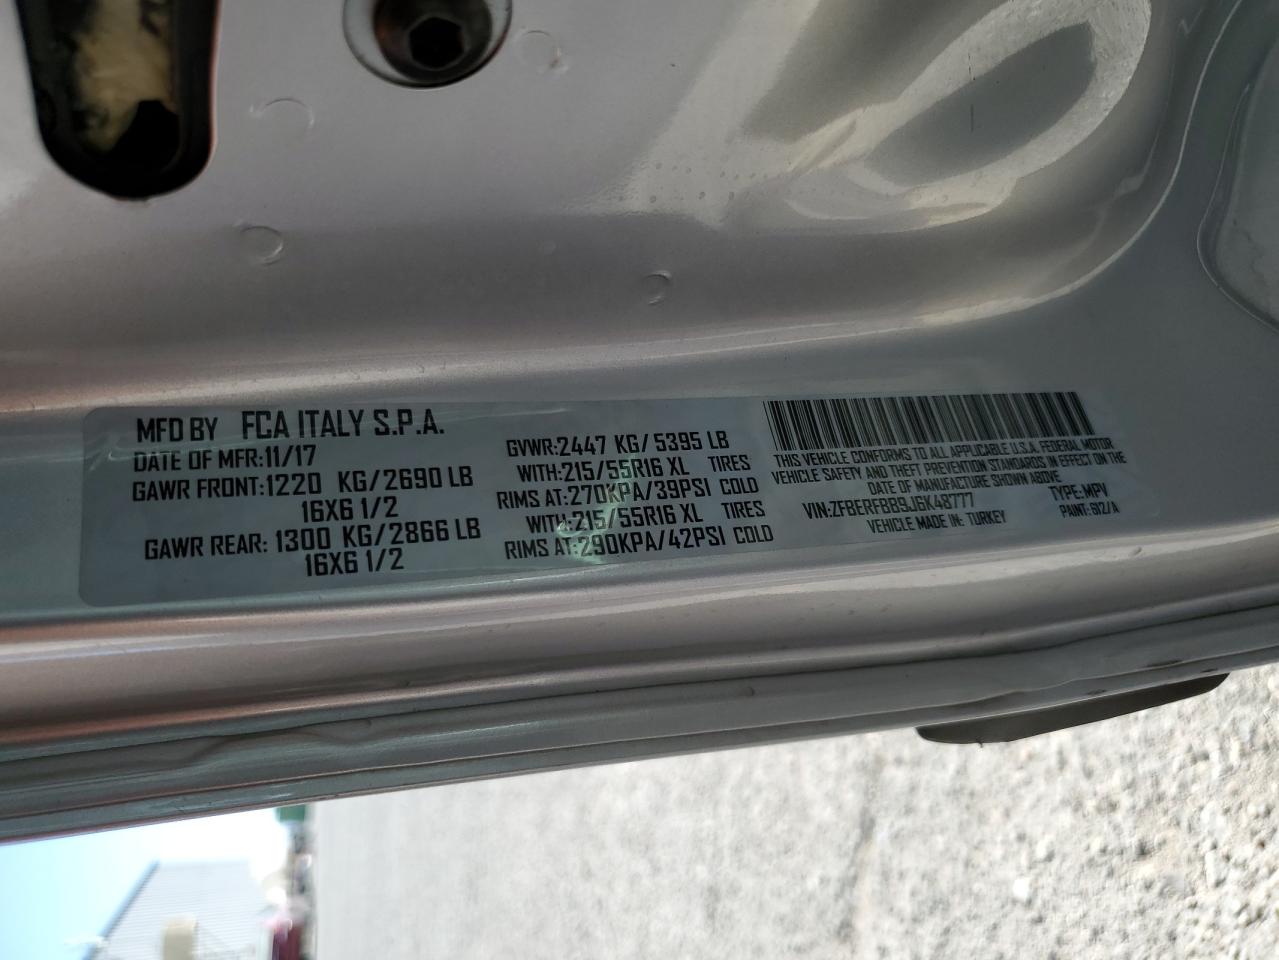 MFD BY FCA ITALY S.P.A.
DATE OF MFR:11/17
GAWR FRONT:1220 KG/2690 LB
16X6 1/2
GAWR REAR: 1300 KG/2866 LB
16X6 1/2
GVWR:2447 KG/5395 LB
WITH:215/55R16 XL TIRES
RIMS AT:270KPA/39PSI COLD
WITH:215/55R16 XL TIRES
RIMS AT:290KPA/42PSI COLD
THIS VEHICLE CONFORMS TO ALL APPLICABLE U.S.A. FEDERAL MOTOR
VEHICLE SAFETY AND THEFT PREVENTION STANDARDS IN EFFECT ON THE
DATE OF MANUFACTURE SHOWN ABOVE
VIN:ZFBERFBB9J6K48777 TYPE: MPV
VEHICLE MADE IN: TURKEY PAINT: 912/A